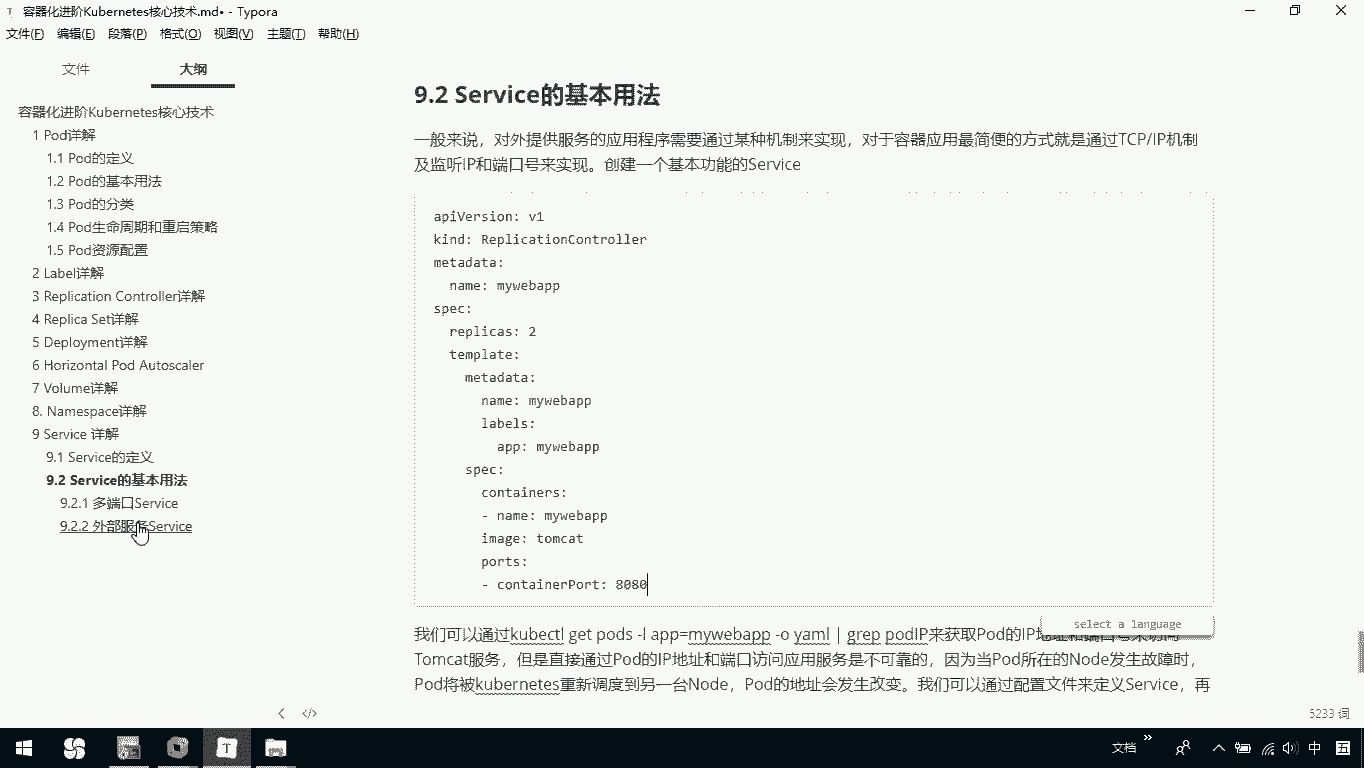 容器化进阶Kubernetes核心技术.md• - Typora
文件(F) 编辑(E) 段落(P) 格式(O) 视图(V) 主题(T) 帮助(H)
文件 大纲
容器化进阶Kubernetes核心技术
1 Pod详解
1.1 Pod的定义
1.2 Pod的基本用法
1.3 Pod的分类
1.4 Pod生命周期和重启策略
1.5 Pod资源配置
2 Label详解
3 Replication Controller详解
4 Replica Set详解
5 Deployment详解
6 Horizontal Pod Autoscaler
7 Volume详解
8. Namespace详解
9 Service 详解
9.1 Service的定义
9.2 Service的基本用法
9.2.1 多端口Service
9.2.2 外部服务Service
9.2 Service的基本用法
一般来说，对外提供服务的应用程序需要通过某种机制来实现，对于容器应用最简便的方式就是通过TCP/IP机制
及监听IP和端口号来实现。创建一个基本功能的Service
apiVersion: v1
kind: ReplicationController
metadata:
name: mywebapp
spec:
replicas: 2
template:
metadata:
name: mywebapp
labels:
app: mywebapp
spec:
containers:
- name: mywebapp
image: tomcat
ports:
- containerPort: 8080
select a language
我们可以通过kubectl get pods -l app=mywebapp -o yaml | grep podIP来获取Pod的IP地址和端口号来访问
Tomcat服务，但是直接通过Pod的IP地址和端口访问应用服务是不可靠的，因为当Pod所在的Node发生故障时，
Pod将被kubernetes重新调度到另一台Node，Pod的地址会发生改变。我们可以通过配置文件来定义Service，再
5233 词
文档
中
五